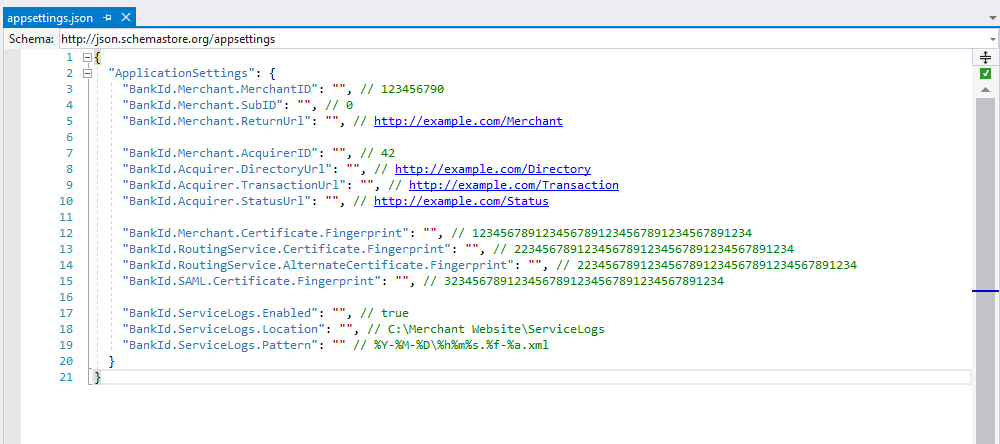 appsettings.json
Schema: http://json.schemastore.org/appsettings
1 {
2 "ApplicationSettings": {
3 "BankId.Merchant.MerchantID": "", // 123456790
4 "BankId.Merchant.SubID": "", // 0
5 "BankId.Merchant.ReturnUrl": "", // http://example.com/Merchant
6
7 "BankId.Merchant.AcquirerID": "", // 42
8 "BankId.Acquirer.DirectoryUrl": "", // http://example.com/Directory
9 "BankId.Acquirer.TransactionUrl": "", // http://example.com/Transaction
10 "BankId.Acquirer.StatusUrl": "", // http://example.com/Status
11
12 "BankId.Merchant.Certificate.Fingerprint": "", // 1234567891234567891234567891234567891234
13 "BankId.RoutingService.Certificate.Fingerprint": "", // 2234567891234567891234567891234567891234
14 "BankId.RoutingService.AlternateCertificate.Fingerprint": "", // 2234567891234567891234567891234567891234
15 "BankId.SAML.Certificate.Fingerprint": "", // 3234567891234567891234567891234567891234
16
17 "BankId.ServiceLogs.Enabled": "", // true
18 "BankId.ServiceLogs.Location": "", // C:\Merchant Website\ServiceLogs
19 "BankId.ServiceLogs.Pattern": "" // %Y-%M-%D\%h%m%s.%f-%a.xml
20 }
21 }